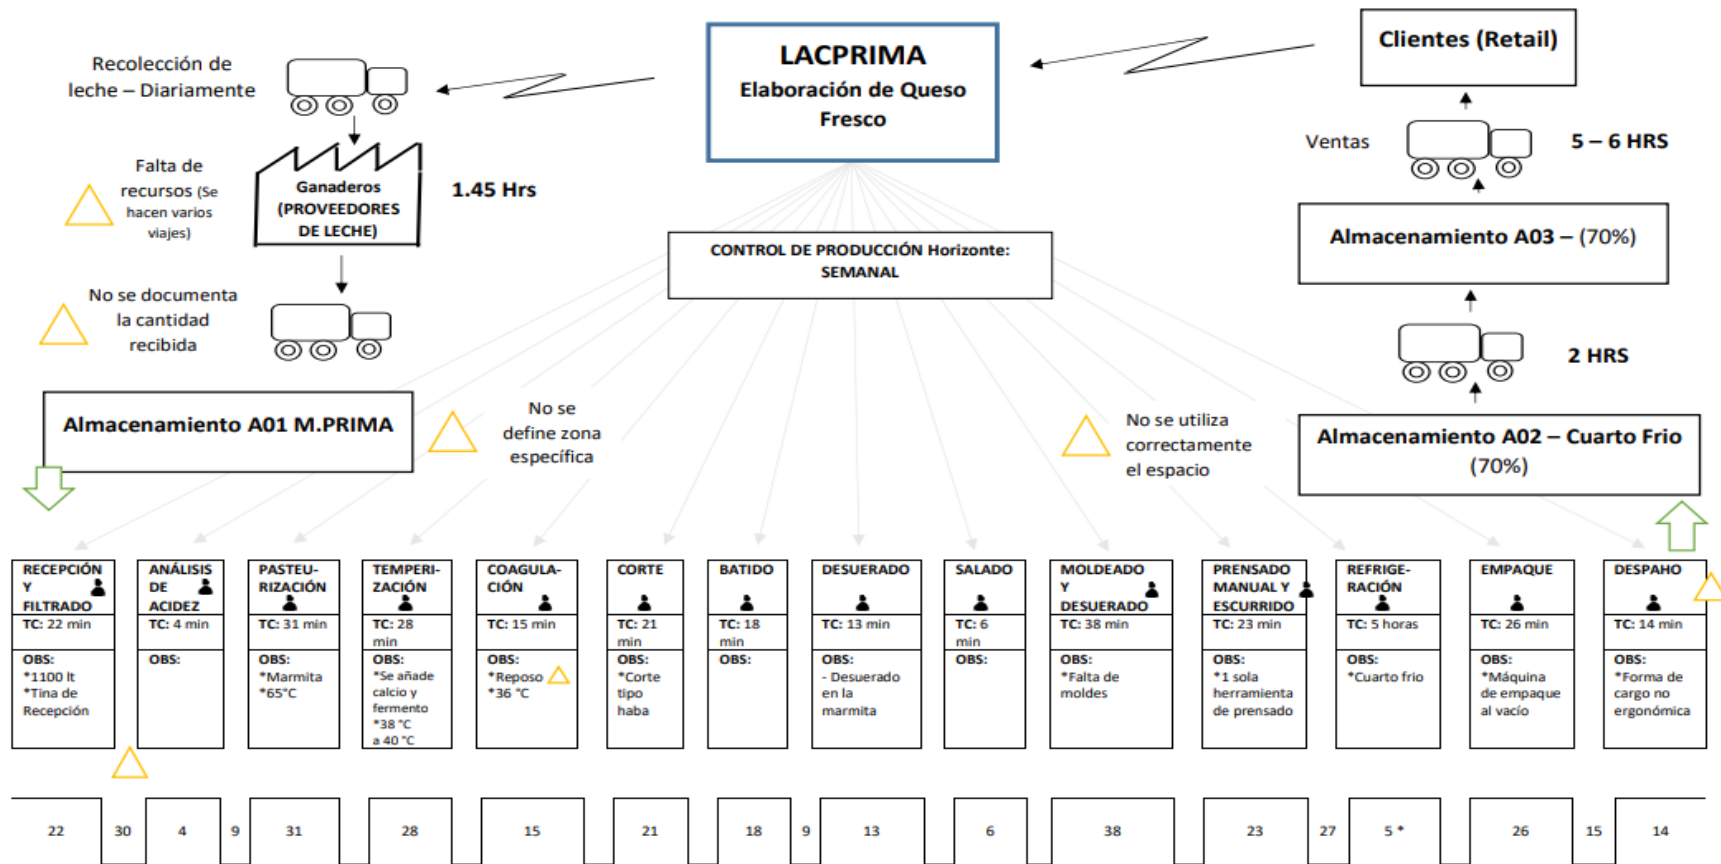 Recolección de
leche – Diariamente
LACPRIMA
Elaboración de Queso
Fresco
Clientes (Retail)
Ventas
5 – 6 HRS
Falta de
recursos (Se
hacen varios
viajes)
Ganaderos
(PROVEEDORES
DE LECHE)
1.45 Hrs
Almacenamiento A03 – (70%)
CONTROL DE PRODUCCIÓN Horizonte:
SEMANAL
No se documenta
la cantidad
recibida
2 HRS
Almacenamiento A01 M.PRIMA
No se
define zona
específica
No se utiliza
correctamente
el espacio
Almacenamiento A02 – Cuarto Frio
(70%)
RECEPCIÓN
Y
FILTRADO
TC: 22 min
OBS:
*1100 lt
*Tina de
Recepción
ANÁLISIS
DE
ACIDEZ
TC: 4 min
OBS:
PASTEU-
RIZACIÓN
TC: 31 min
OBS:
*Marmita
*65°C
TEMPERI-
ZACIÓN
TC: 28
min
OBS:
*Se añade
calcio y
fermento
*38 °C
a 40 °C
COAGULA-
CIÓN
TC: 15 min
OBS:
*Reposo
*36 °C
CORTE
TC: 21
min
OBS:
*Corte
tipo
haba
BATIDO
TC: 18
min
OBS:
DESUERADO
TC: 13 min
OBS:
- Desuerado
en la
marmita
SALADO
TC: 6
min
OBS:
MOLDEADO
Y
DESUERADO
TC: 38 min
OBS:
*Falta de
moldes
PRENSADO
MANUAL Y
ESCURRIDO
TC: 23 min
OBS:
*1 sola
herramienta
de prensado
REFRIGE-
RACIÓN
TC: 5 horas
OBS:
*Cuarto frio
EMPAQUE
TC: 26 min
OBS:
*Máquina
de empaque
al vacío
DESPAHO
TC: 14 min
OBS:
*Forma de
cargo no
ergonómica
22 30 4 9 31 28 15 21 18 9 13 6 38 23 27 5 * 26 15 14